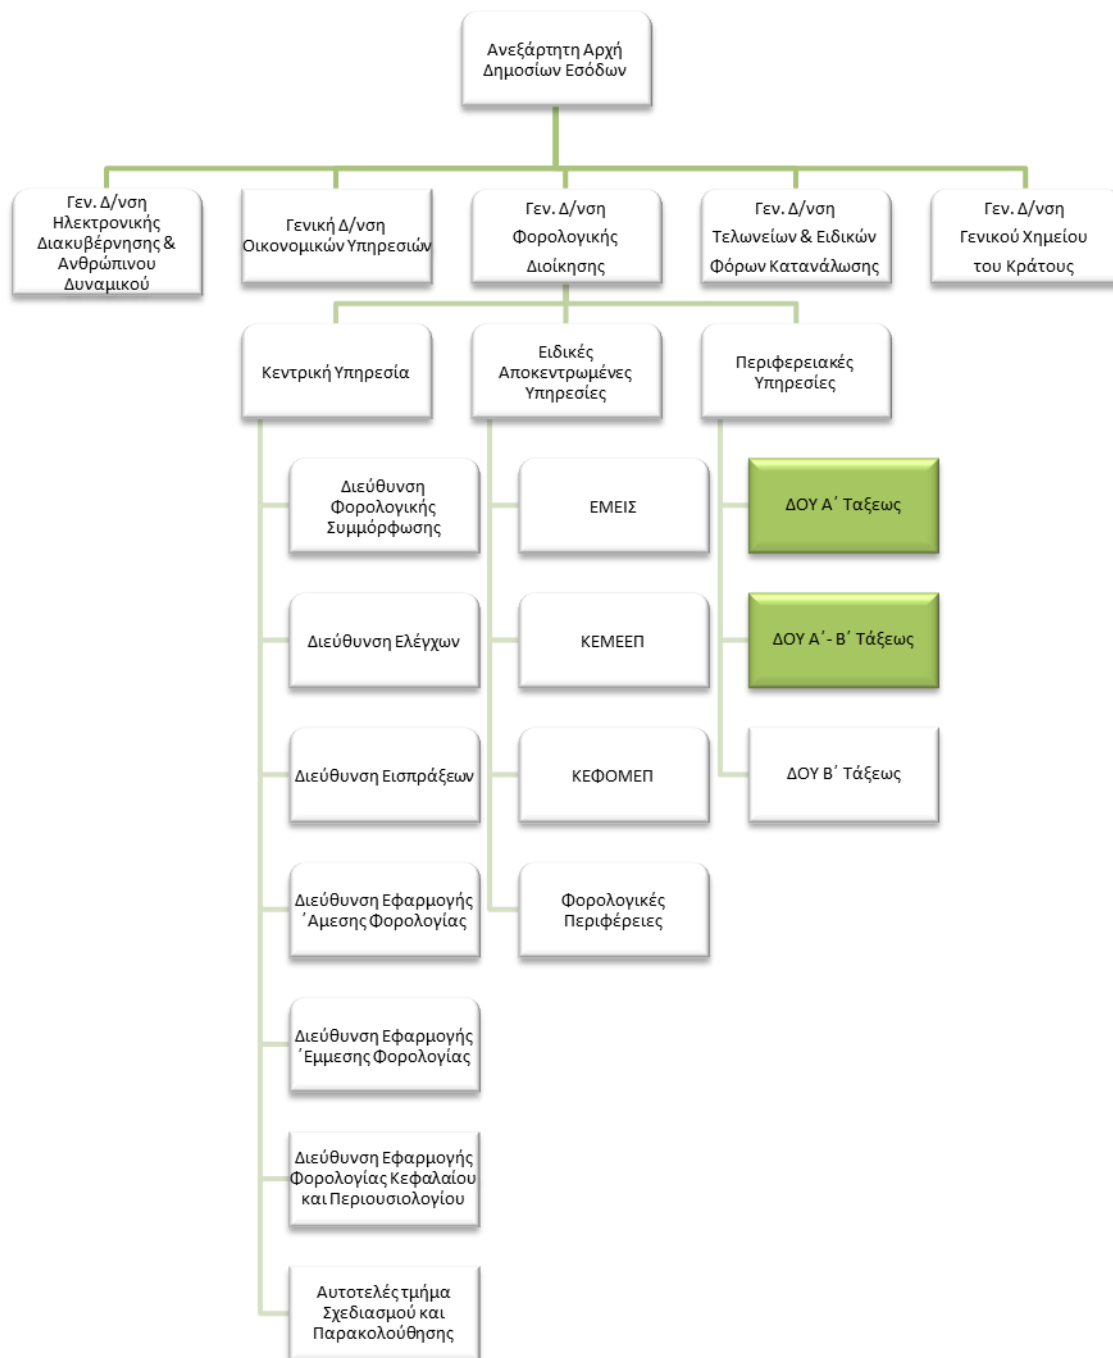 Ανεξάρτητη Αρχή
Δημοσίων Εσόδων
Γεν. Δ/νση
Ηλεκτρονικής
Διακυβέρνησης &
Ανθρώπινου
Δυναμικού
Γενική Δ/νση
Οικονομικών Υπηρεσιών
Γεν. Δ/νση
Φορολογικής
Διοίκησης
Γεν. Δ/νση
Τελωνείων & Ειδικών
Φόρων Κατανάλωσης
Γεν. Δ/νση
Γενικού Χημείου
του Κράτους
Κεντρική Υπηρεσία
Ειδικές
Αποκεντρωμένες
Υπηρεσίες
Περιφερειακές
Υπηρεσίες
Διεύθυνση
Φορολογικής
Συμμόρφωσης
Διεύθυνση Ελέγχων
Διεύθυνση Εισπράξεων
Διεύθυνση Εφαρμογής
΄Αμεσης Φορολογίας
Διεύθυνση Εφαρμογής
΄Εμμεσης Φορολογίας
Διεύθυνση Εφαρμογής
Φορολογίας Κεφαλαίου
και Περιουσιολογίου
Αυτοτελές τμήμα
Σχεδιασμού και
Παρακολούθησης
ΕΜΕΙΣ
ΚΕΜΕΕΠ
ΚΕΦΟΜΕΠ
Φορολογικές
Περιφέρειες
ΔΟΥ Α΄ Ταξεως
ΔΟΥ Α΄- Β΄ Τάξεως
ΔΟΥ Β΄ Τάξεως